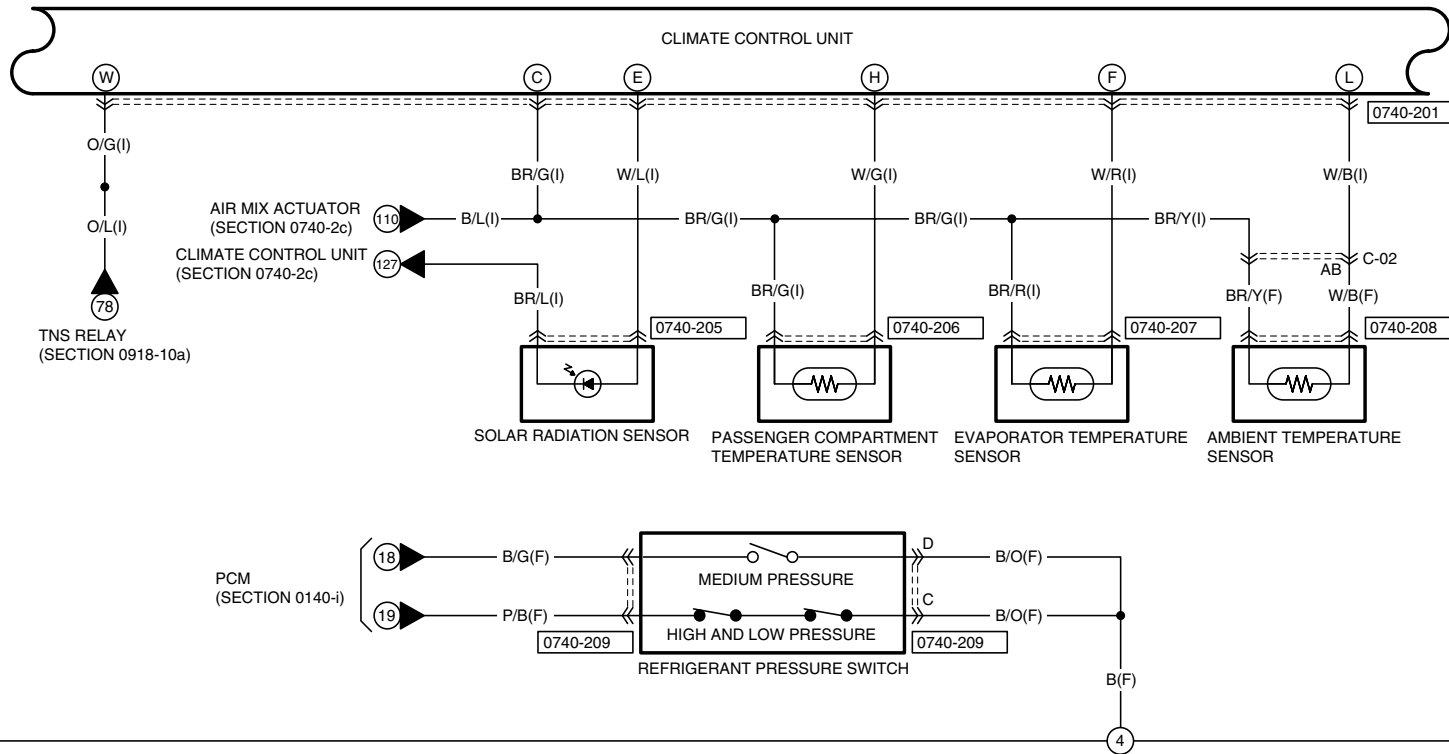 CLIMATE CONTROL UNIT
W
C
E
H
F
L
0740-201
O/G(I)
BR/G(I)
W/L(I)
W/G(I)
W/R(I)
W/B(I)
AIR MIX ACTUATOR
(SECTION 0740-2c)
110
B/L(I)
BR/G(I)
BR/G(I)
BR/Y(I)
O/L(I)
CLIMATE CONTROL UNIT
(SECTION 0740-2c)
127
C-02
AB
BR/L(I)
BR/G(I)
BR/R(I)
BR/Y(F)
W/B(F)
78
TNS RELAY
(SECTION 0918-10a)
0740-205
0740-206
0740-207
0740-208
SOLAR RADIATION SENSOR
PASSENGER COMPARTMENT
TEMPERATURE SENSOR
EVAPORATOR TEMPERATURE
SENSOR
AMBIENT TEMPERATURE
SENSOR
PCM
(SECTION 0140-i)
18
B/G(F)
MEDIUM PRESSURE
D
B/O(F)
19
P/B(F)
HIGH AND LOW PRESSURE
C
B/O(F)
0740-209
0740-209
REFRIGERANT PRESSURE SWITCH
B(F)
4